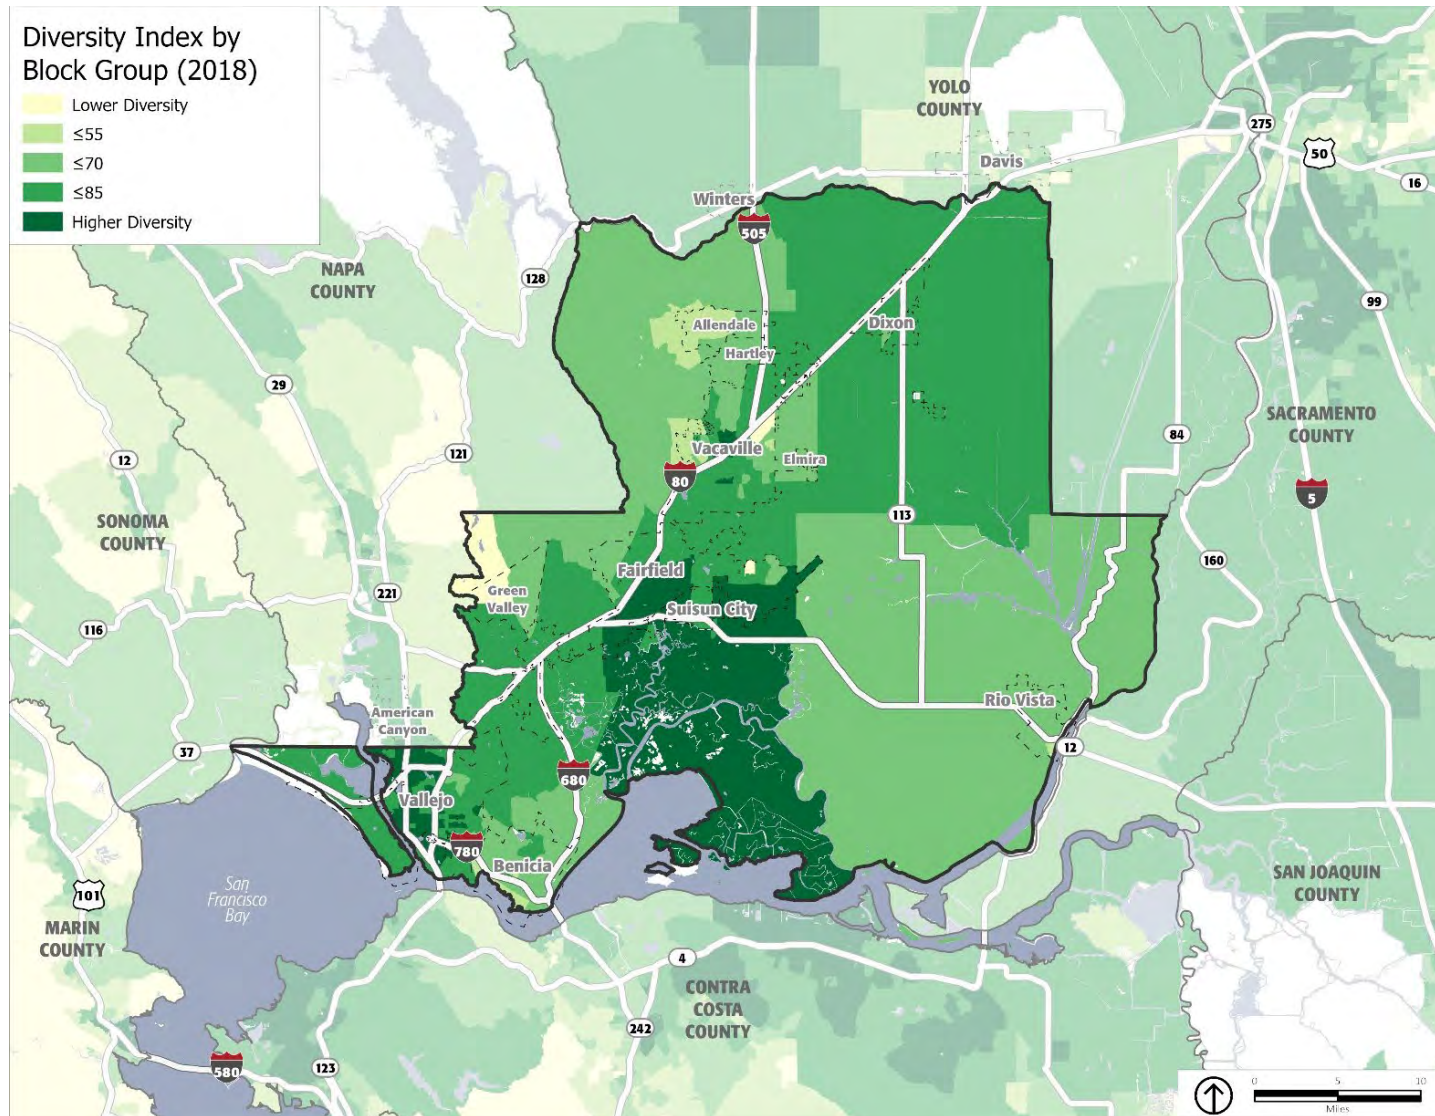 Diversity Index by
Block Group (2018)
Lower Diversity
≤55
≤70
≤85
Higher Diversity
YOLO
COUNTY
Davis
275
50
16
Winters
505
NAPA
COUNTY
128
99
Allendale
Dixon
Hartley
29
SACRAMENTO
COUNTY
84
121
12
Vacaville
Elmira
80
5
113
SONOMA
COUNTY
160
Fairfield
Green
Valley
221
Suisun City
116
Rio Vista
American
Canyon
37
12
680
Vallejo
780
Benicia
San
Francisco
Bay
101
MARIN
COUNTY
SAN JOAQUIN
COUNTY
4
CONTRA
COSTA
COUNTY
242
580
123
0 5 10
Miles